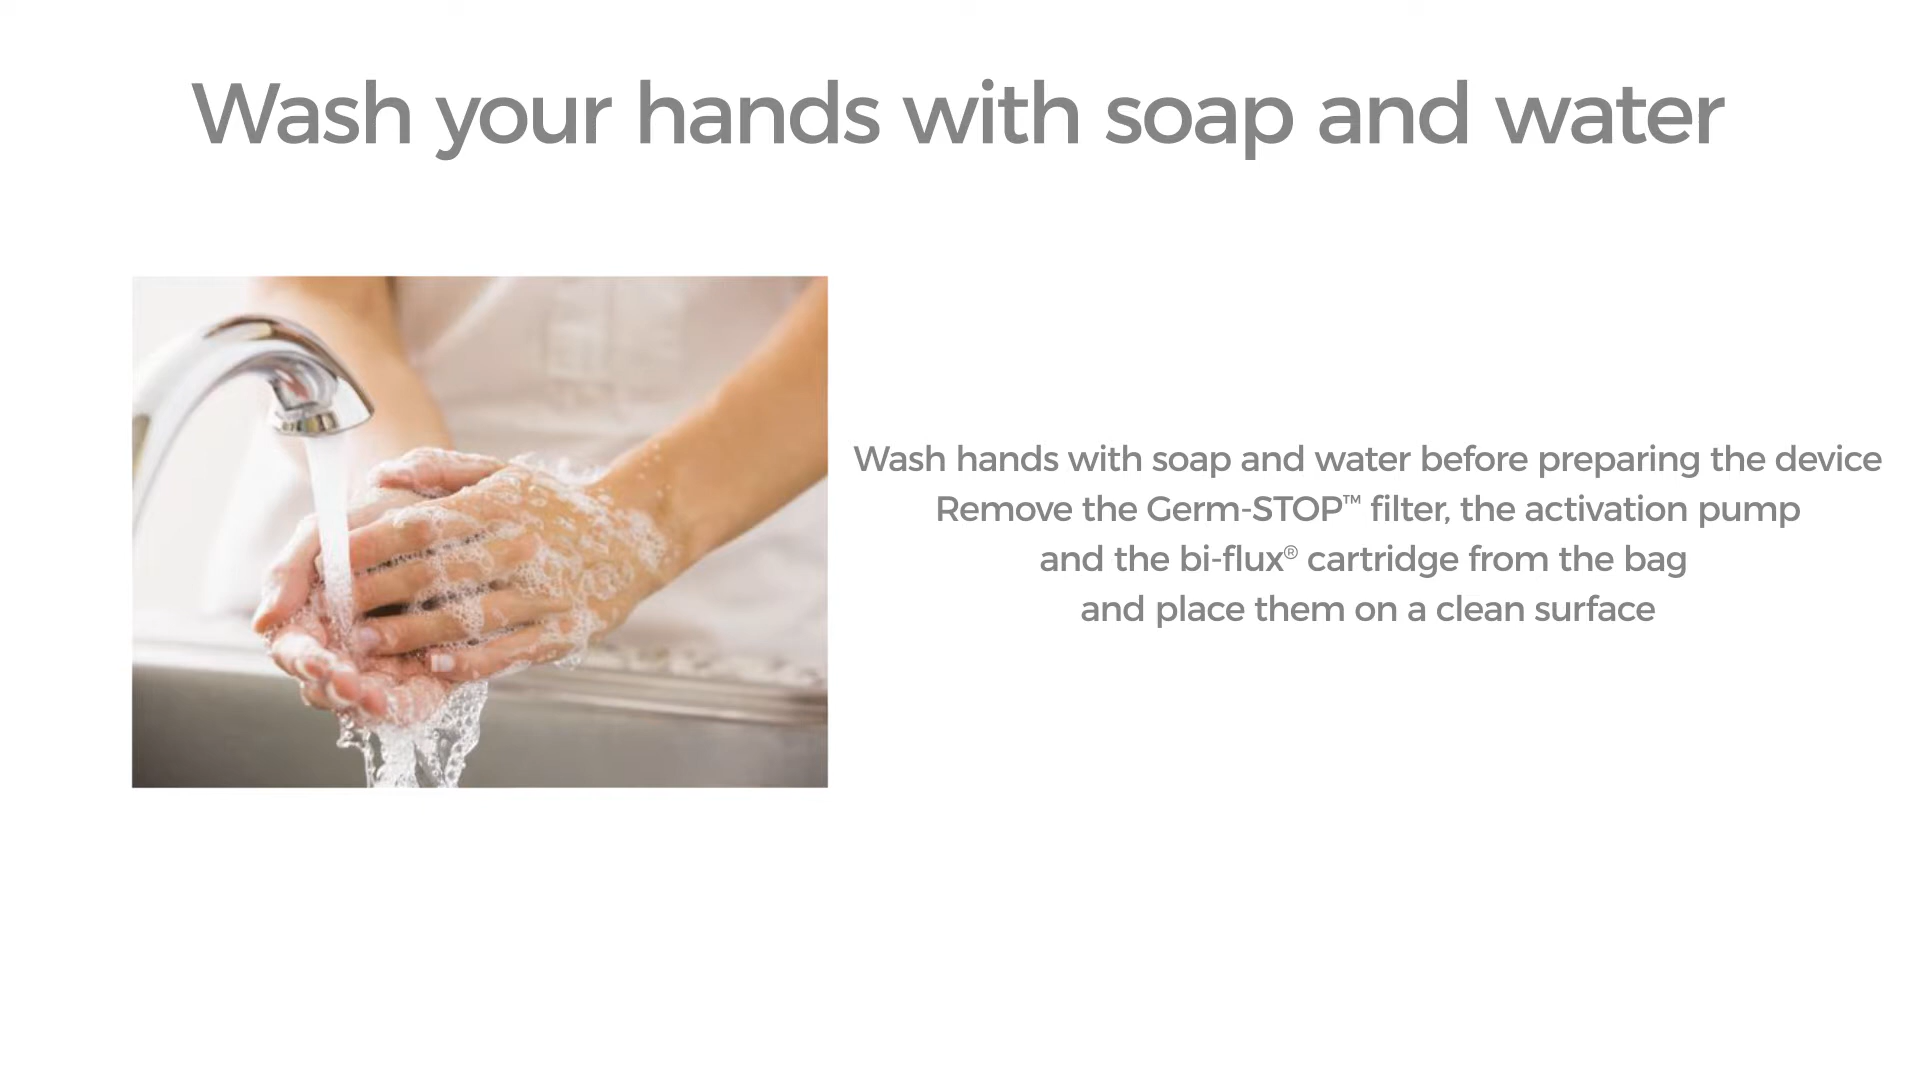 Wash your hands with soap and water
Wash hands with soap and water before preparing the device
Remove the Germ-STOP™ filter, the activation pump
and the bi-flux® cartridge from the bag
and place them on a clean surface